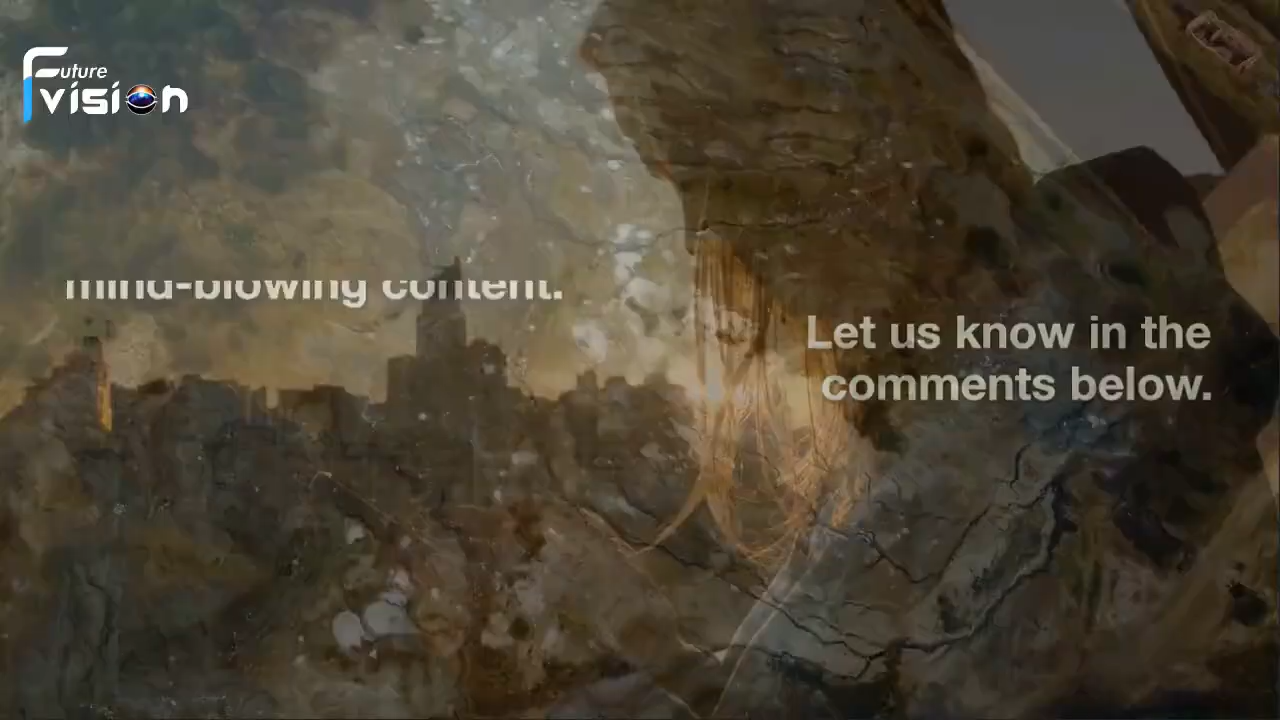 Future
vision
mind-blowing content.
Let us know in the
comments below.